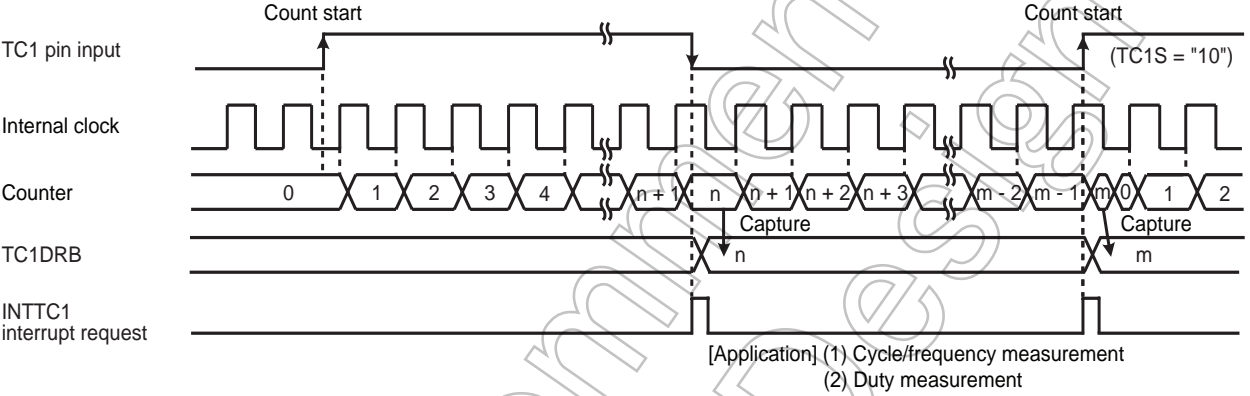 Count start Count start
TC1 pin input
(TC1S = "10")
Internal clock
Counter 0 1 2 3 4 n + 1 n n + 1 n + 2 n + 3 m - 2 m - 1 m 0 1 2
Capture Capture
TC1DRB n m
INTTC1
interrupt request
[Application] (1) Cycle/frequency measurement
(2) Duty measurement